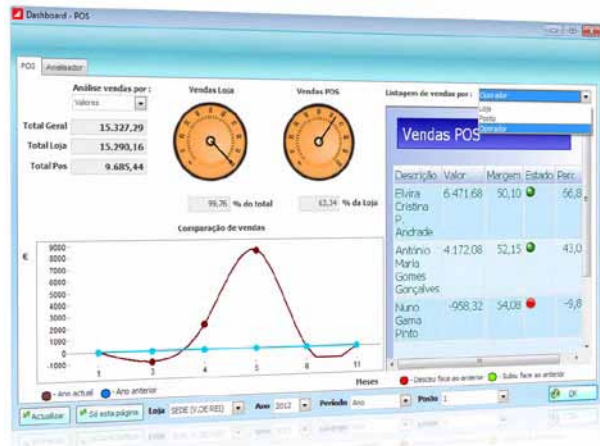 Dashboard - POS
POS Analisador
Análise vendas por :
Valores
Total Geral 15.327,29
Total Loja 15.290,16
Total Pos 9.685,44
Vendas Loja
99,76 % do total
Vendas POS
63,34 % da Loja
Listagem de vendas por : Operador
Loja
Posto
Operador
Vendas POS
Descrição Valor Margem Estado Perc.
Elvira Cristina P. Andrade 6.471,68 50,10 66,8
António Maria Gomes Gonçalves 4.172,08 52,15 43,0
Nuno Gama Pinto -958,32 54,08 -9,8
Comparação de vendas
€
9000
8000
7000
6000
5000
4000
3000
2000
1000
0
-1000
1 3 4 5 8 11
Meses
- Ano actual - Ano anterior
- Desceu face ao anterior - Subiu face ao anterior
Actualizar Só esta página Loja SEDE (V.DE REI) Ano 2012 Período Ano Posto 1 OK